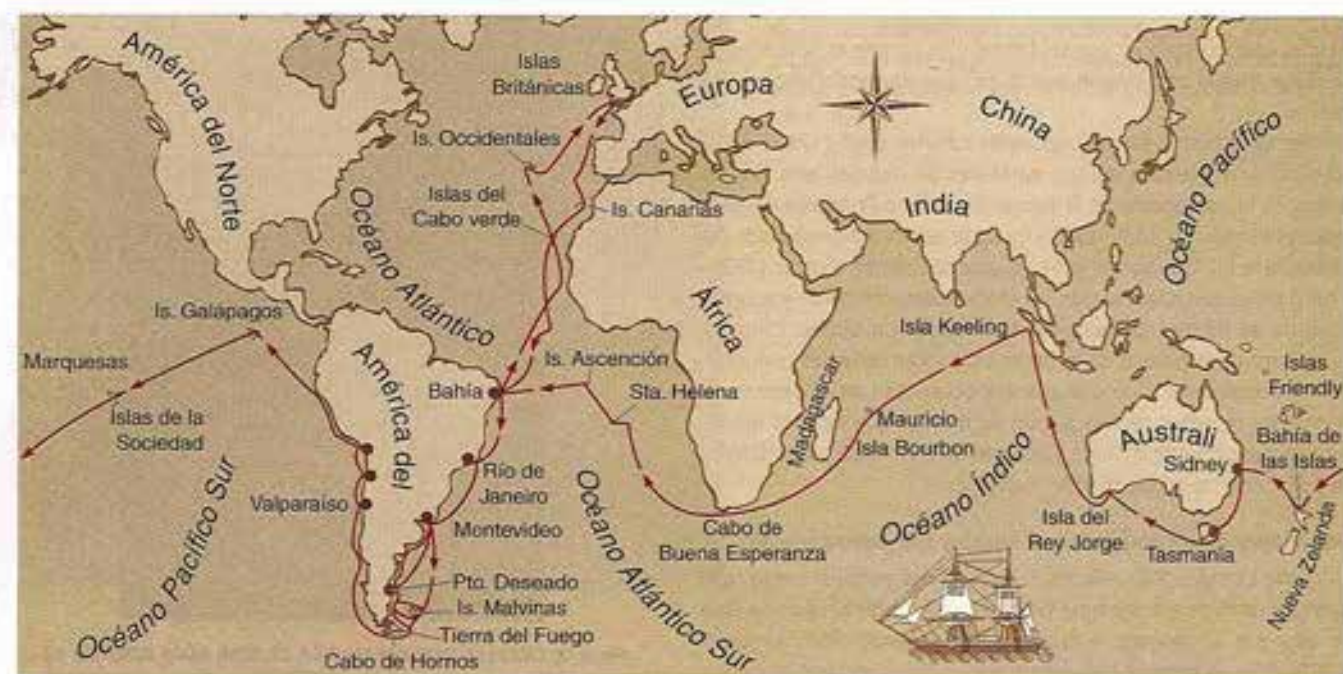 América del Norte
Islas
Británicas
Europa
China
Océano Pacífico
Is. Occidentales
Islas del
Cabo verde
Is. Canarias
India
Océano Atlántico
África
Is. Galápagos
Marquesas
Islas de la
Sociedad
América del
Bahía
Is. Ascención
Sta. Helena
Madagascar
Isla Keeling
Mauricio
Isla Bourbon
Islas
Friendly
Australi
Sidney
Bahía de
las Islas
Río de
Janeiro
Valparaíso
Montevideo
Océano Pacífico Sur
Océano Atlántico Sur
Cabo de
Buena Esperanza
Océano Índico
Isla del
Rey Jorge
Tasmania
Nueva Zelanda
Pto. Deseado
Is. Malvinas
Tierra del Fuego
Cabo de Hornos